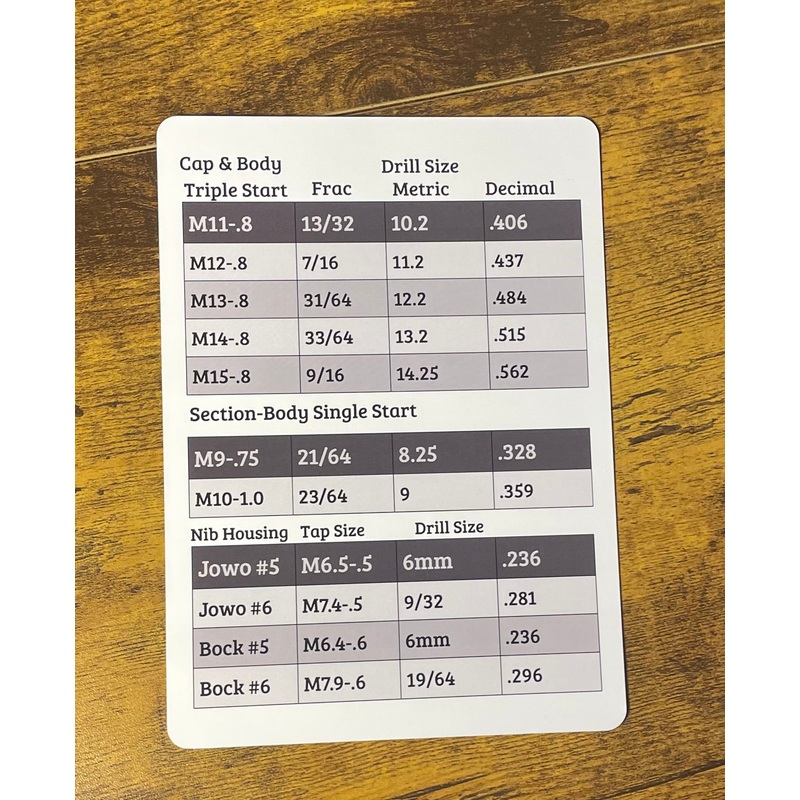 Cap & Body Drill Size
Triple Start Frac Metric Decimal
M11-.8 13/32 10.2 .406
M12-.8 7/16 11.2 .437
M13-.8 31/64 12.2 .484
M14-.8 33/64 13.2 .515
M15-.8 9/16 14.25 .562
Section-Body Single Start
M9-.75 21/64 8.25 .328
M10-1.0 23/64 9 .359
Nib Housing Tap Size Drill Size
Jowo #5 M6.5-.5 6mm .236
Jowo #6 M7.4-.5 9/32 .281
Bock #5 M6.4-.6 6mm .236
Bock #6 M7.9-.6 19/64 .296